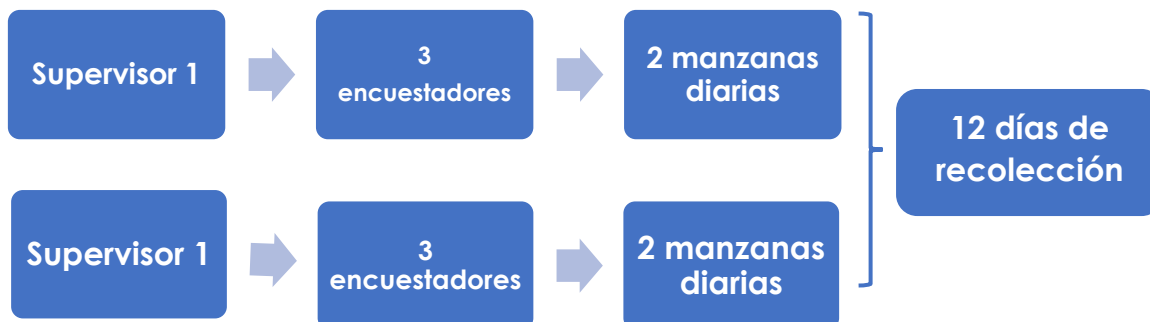 Supervisor 1
3
encuestadores
2 manzanas
diarias
12 días de
recolección
Supervisor 1
3
encuestadores
2 manzanas
diarias